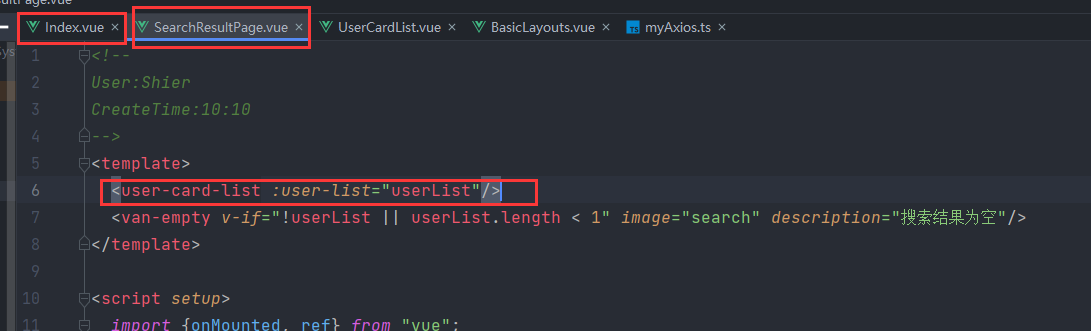 ultPage.vue
Index.vue × SearchResultPage.vue × UserCardList.vue × BasicLayouts.vue × TS myAxios.ts ×
Sys
1 <!--
2 User:Shier
3 CreateTime:10:10
4 -->
5 <template>
6 <user-card-list :user-list="userList"/>
7 <van-empty v-if="!userList || userList.length < 1" image="search" description="搜索结果为空"/>
8 </template>
9
10 <script setup>
11 import {onMounted, ref} from "vue";